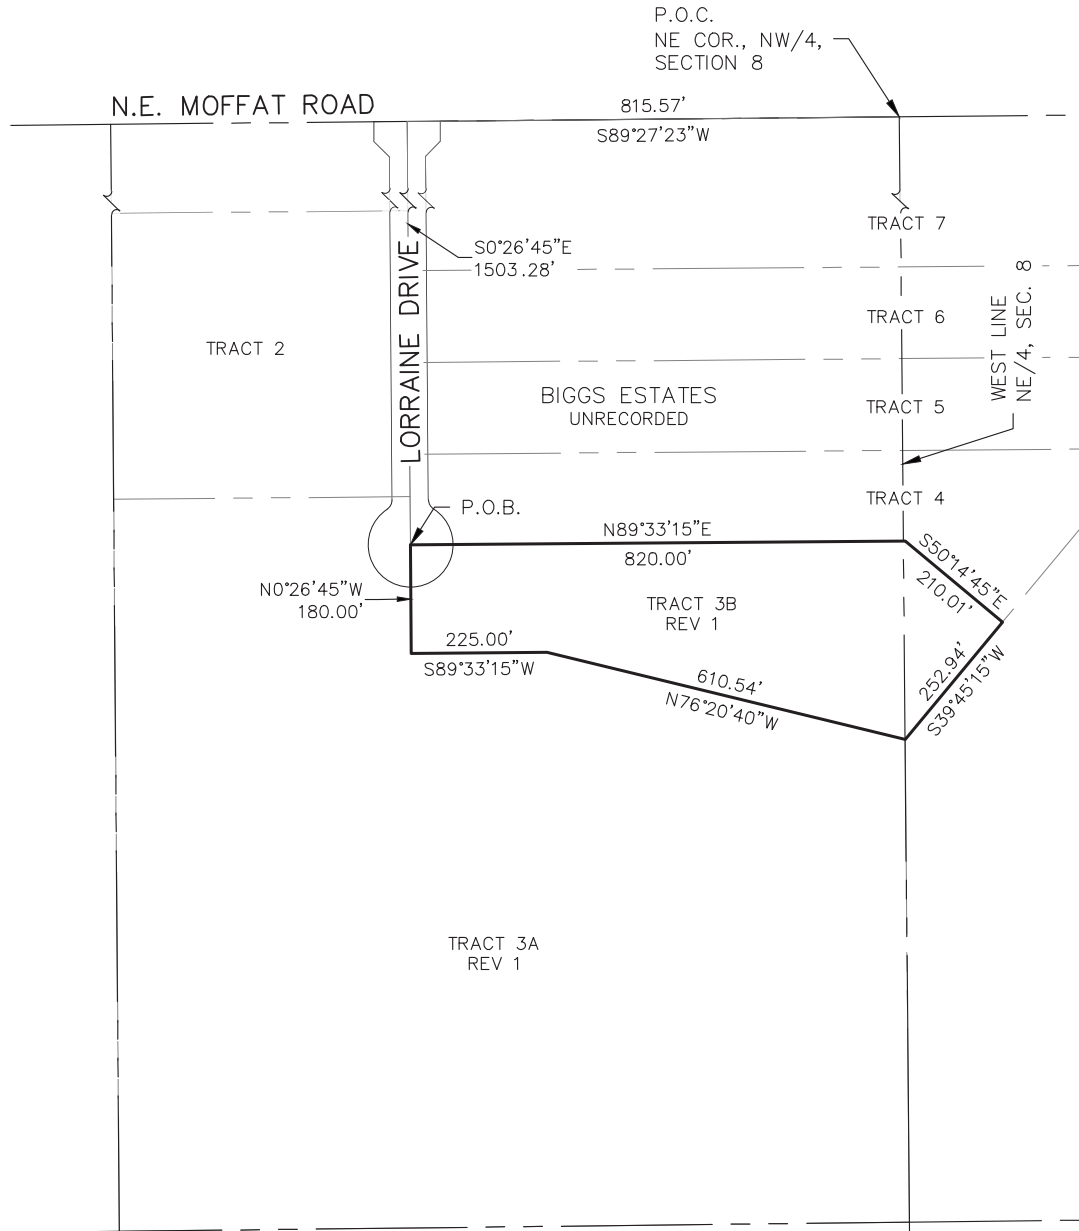 P.O.C.
NE COR., NW/4,
SECTION 8
N.E. MOFFAT ROAD
815.57'
S89°27'23"W
TRACT 7
S0°26'45"E
1503.28'
LORRAINE DRIVE
WEST LINE
NE/4, SEC. 8
TRACT 6
TRACT 2
BIGGS ESTATES
UNRECORDED
TRACT 5
TRACT 4
P.O.B.
N89°33'15"E
820.00'
S50°14'45"E
210.01'
N0°26'45"W
180.00'
TRACT 3B
REV 1
225.00'
S89°33'15"W
610.54'
N76°20'40"W
252.94'
S39°45'15"W
TRACT 3A
REV 1